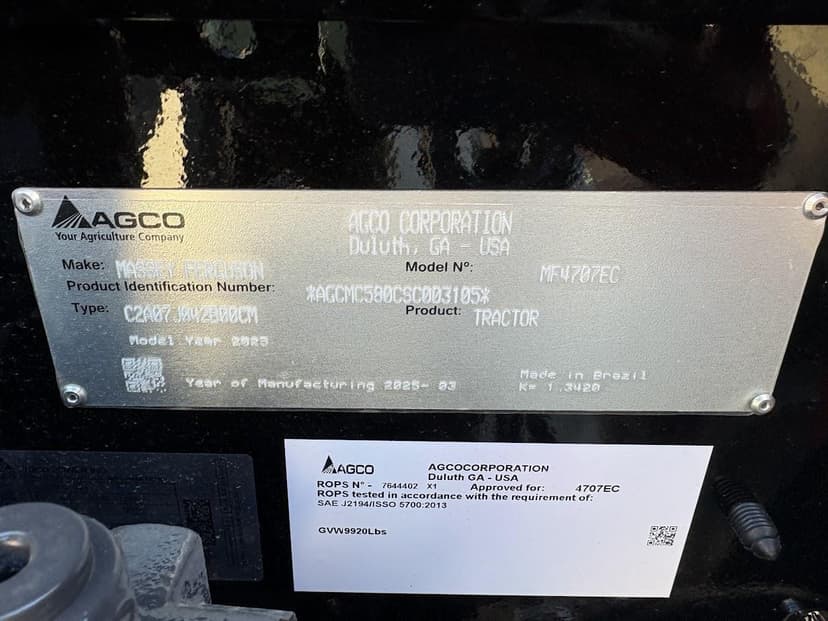 AGCO
Your Agriculture Company
AGCO CORPORATION
Duluth, GA - USA
Make: MASSEY FERGUSON
Model Nº: MF4707EC
Product Identification Number: *AGCMC580CSC003105*
Type: C2A07J04Z800CM
Product: TRACTOR
Model Year 2025
Year of Manufacturing 2025- 03
Made in Brazil
K= 1.3420
AGCO
AGCOCORPORATION
Duluth GA - USA
ROPS N° - 7644402 X1 Approved for: 4707EC
ROPS tested in accordance with the requirement of:
SAE J2194/ISSO 5700:2013
GVW9920Lbs